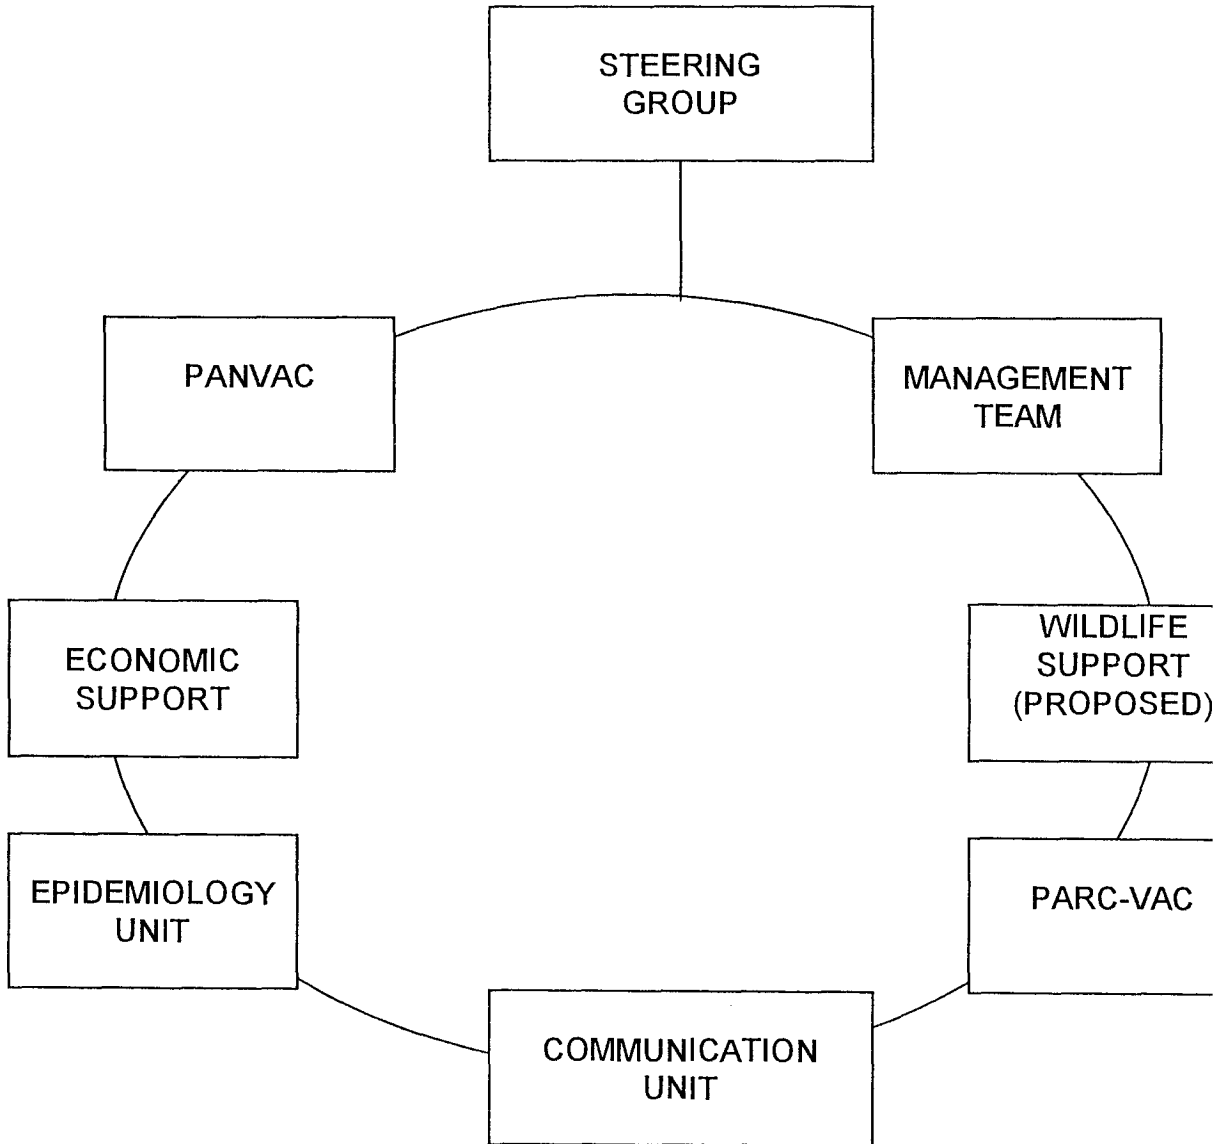 STEERING
GROUP
PANVAC
MANAGEMENT
TEAM
ECONOMIC
SUPPORT
WILDLIFE
SUPPORT
(PROPOSED)
EPIDEMIOLOGY
UNIT
PARC-VAC
COMMUNICATION
UNIT